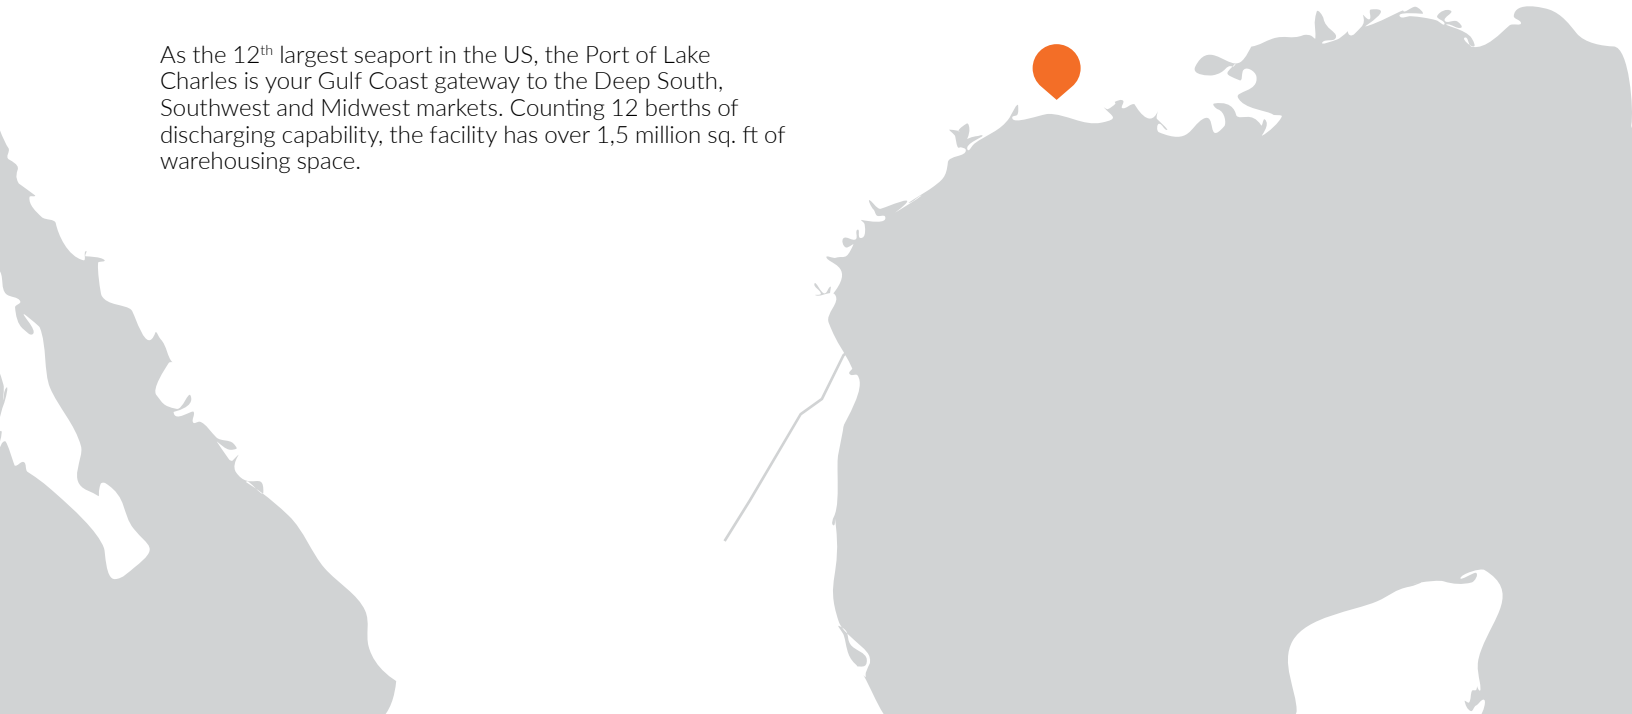 As the 12th largest seaport in the US, the Port of Lake
Charles is your Gulf Coast gateway to the Deep South,
Southwest and Midwest markets. Counting 12 berths of
discharging capability, the facility has over 1,5 million sq. ft of
warehousing space.